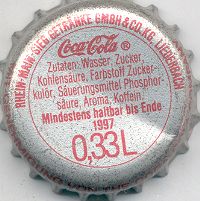 RHEIN-MAIN-SIEG GETRÄNKE GMBH & CO. KG, LIEDERBACH
Coca-Cola ®
Zutaten: Wasser, Zucker,
Kohlensäure, Farbstoff Zucker-
kulör, Säuerungsmittel Phosphor-
säure, Aroma, Koffein.
Mindestens haltbar bis Ende
1997
0,33L